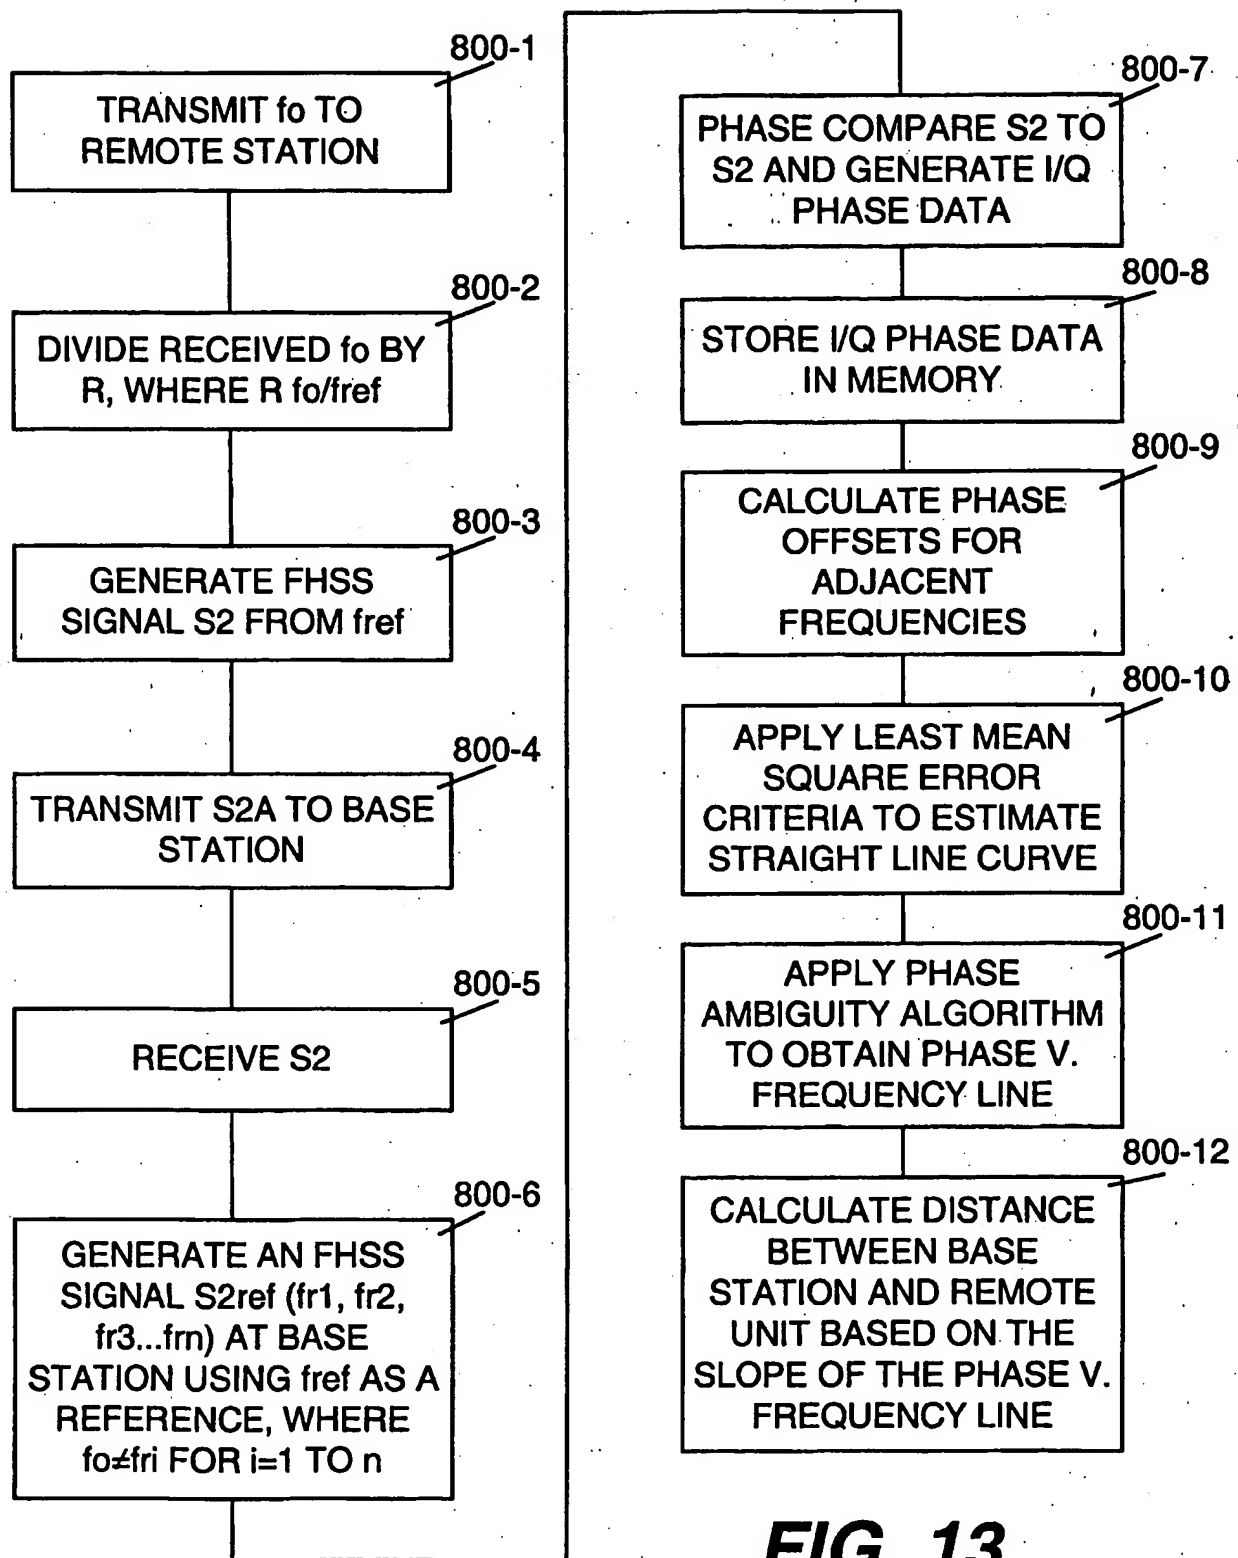 800-1
TRANSMIT fo TO
REMOTE STATION
800-2
DIVIDE RECEIVED fo BY
R, WHERE R fo/fref
800-3
GENERATE FHSS
SIGNAL S2 FROM fref
800-4
TRANSMIT S2A TO BASE
STATION
800-5
RECEIVE S2
800-6
GENERATE AN FHSS
SIGNAL S2ref (fr1, fr2,
fr3...frn) AT BASE
STATION USING fref AS A
REFERENCE, WHERE
fo≠fri FOR i=1 TO n
800-7
PHASE COMPARE S2 TO
S2 AND GENERATE I/Q
PHASE DATA
800-8
STORE I/Q PHASE DATA
IN MEMORY
800-9
CALCULATE PHASE
OFFSETS FOR
ADJACENT
FREQUENCIES
800-10
APPLY LEAST MEAN
SQUARE ERROR
CRITERIA TO ESTIMATE
STRAIGHT LINE CURVE
800-11
APPLY PHASE
AMBIGUITY ALGORITHM
TO OBTAIN PHASE V.
FREQUENCY LINE
800-12
CALCULATE DISTANCE
BETWEEN BASE
STATION AND REMOTE
UNIT BASED ON THE
SLOPE OF THE PHASE V.
FREQUENCY LINE
FIG. 13